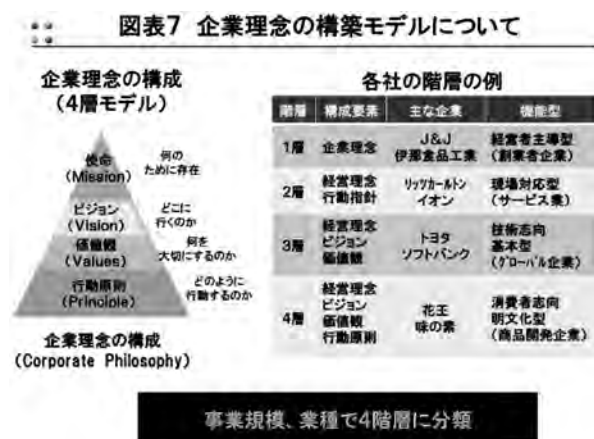 図表7 企業理念の構築モデルについて
企業理念の構成
(4層モデル)
使命
(Mission)
何の
ために存在
ビジョン
(Vision)
どこに
行くのか
価値観
(Values)
何を
大切にするのか
行動原則
(Principle)
どのように
行動するのか
企業理念の構成
(Corporate Philosophy)
各社の階層の例
階層 構成要素 主な企業 機能型
1層 企業理念 J&J
伊那食品工業 経営者主導型
(創業者企業)
2層 経営理念
行動指針 リッツカールトン
イオン 現場対応型
(サービス業)
3層 経営理念
ビジョン
価値観 トヨタ
ソフトバンク 技術志向
基本型
(グローバル企業)
4層 経営理念
ビジョン
価値観
行動原則 花王
味の素 消費者志向
明文化型
(商品開発企業)
事業規模、業種で4階層に分類